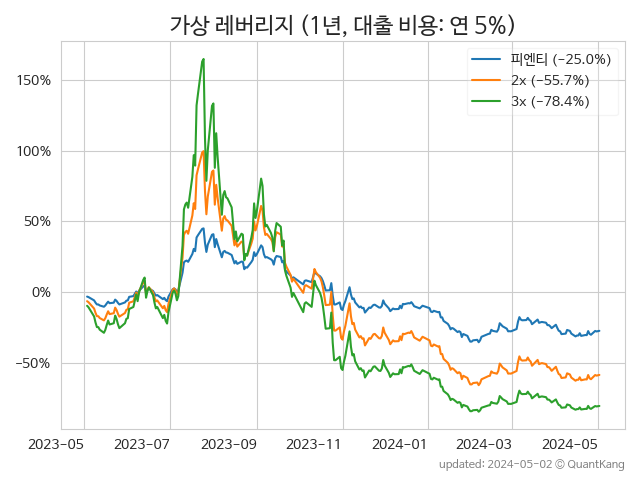 가상 레버리지 (1년, 대출 비용: 연 5%)
피엔티 (−25.0%)
2x (−55.7%)
3x (−78.4%)
150%
100%
50%
0%
−50%
2023-05
2023-07
2023-09
2023-11
2024-01
2024-03
2024-05
updated: 2024-05-02 © QuantKang